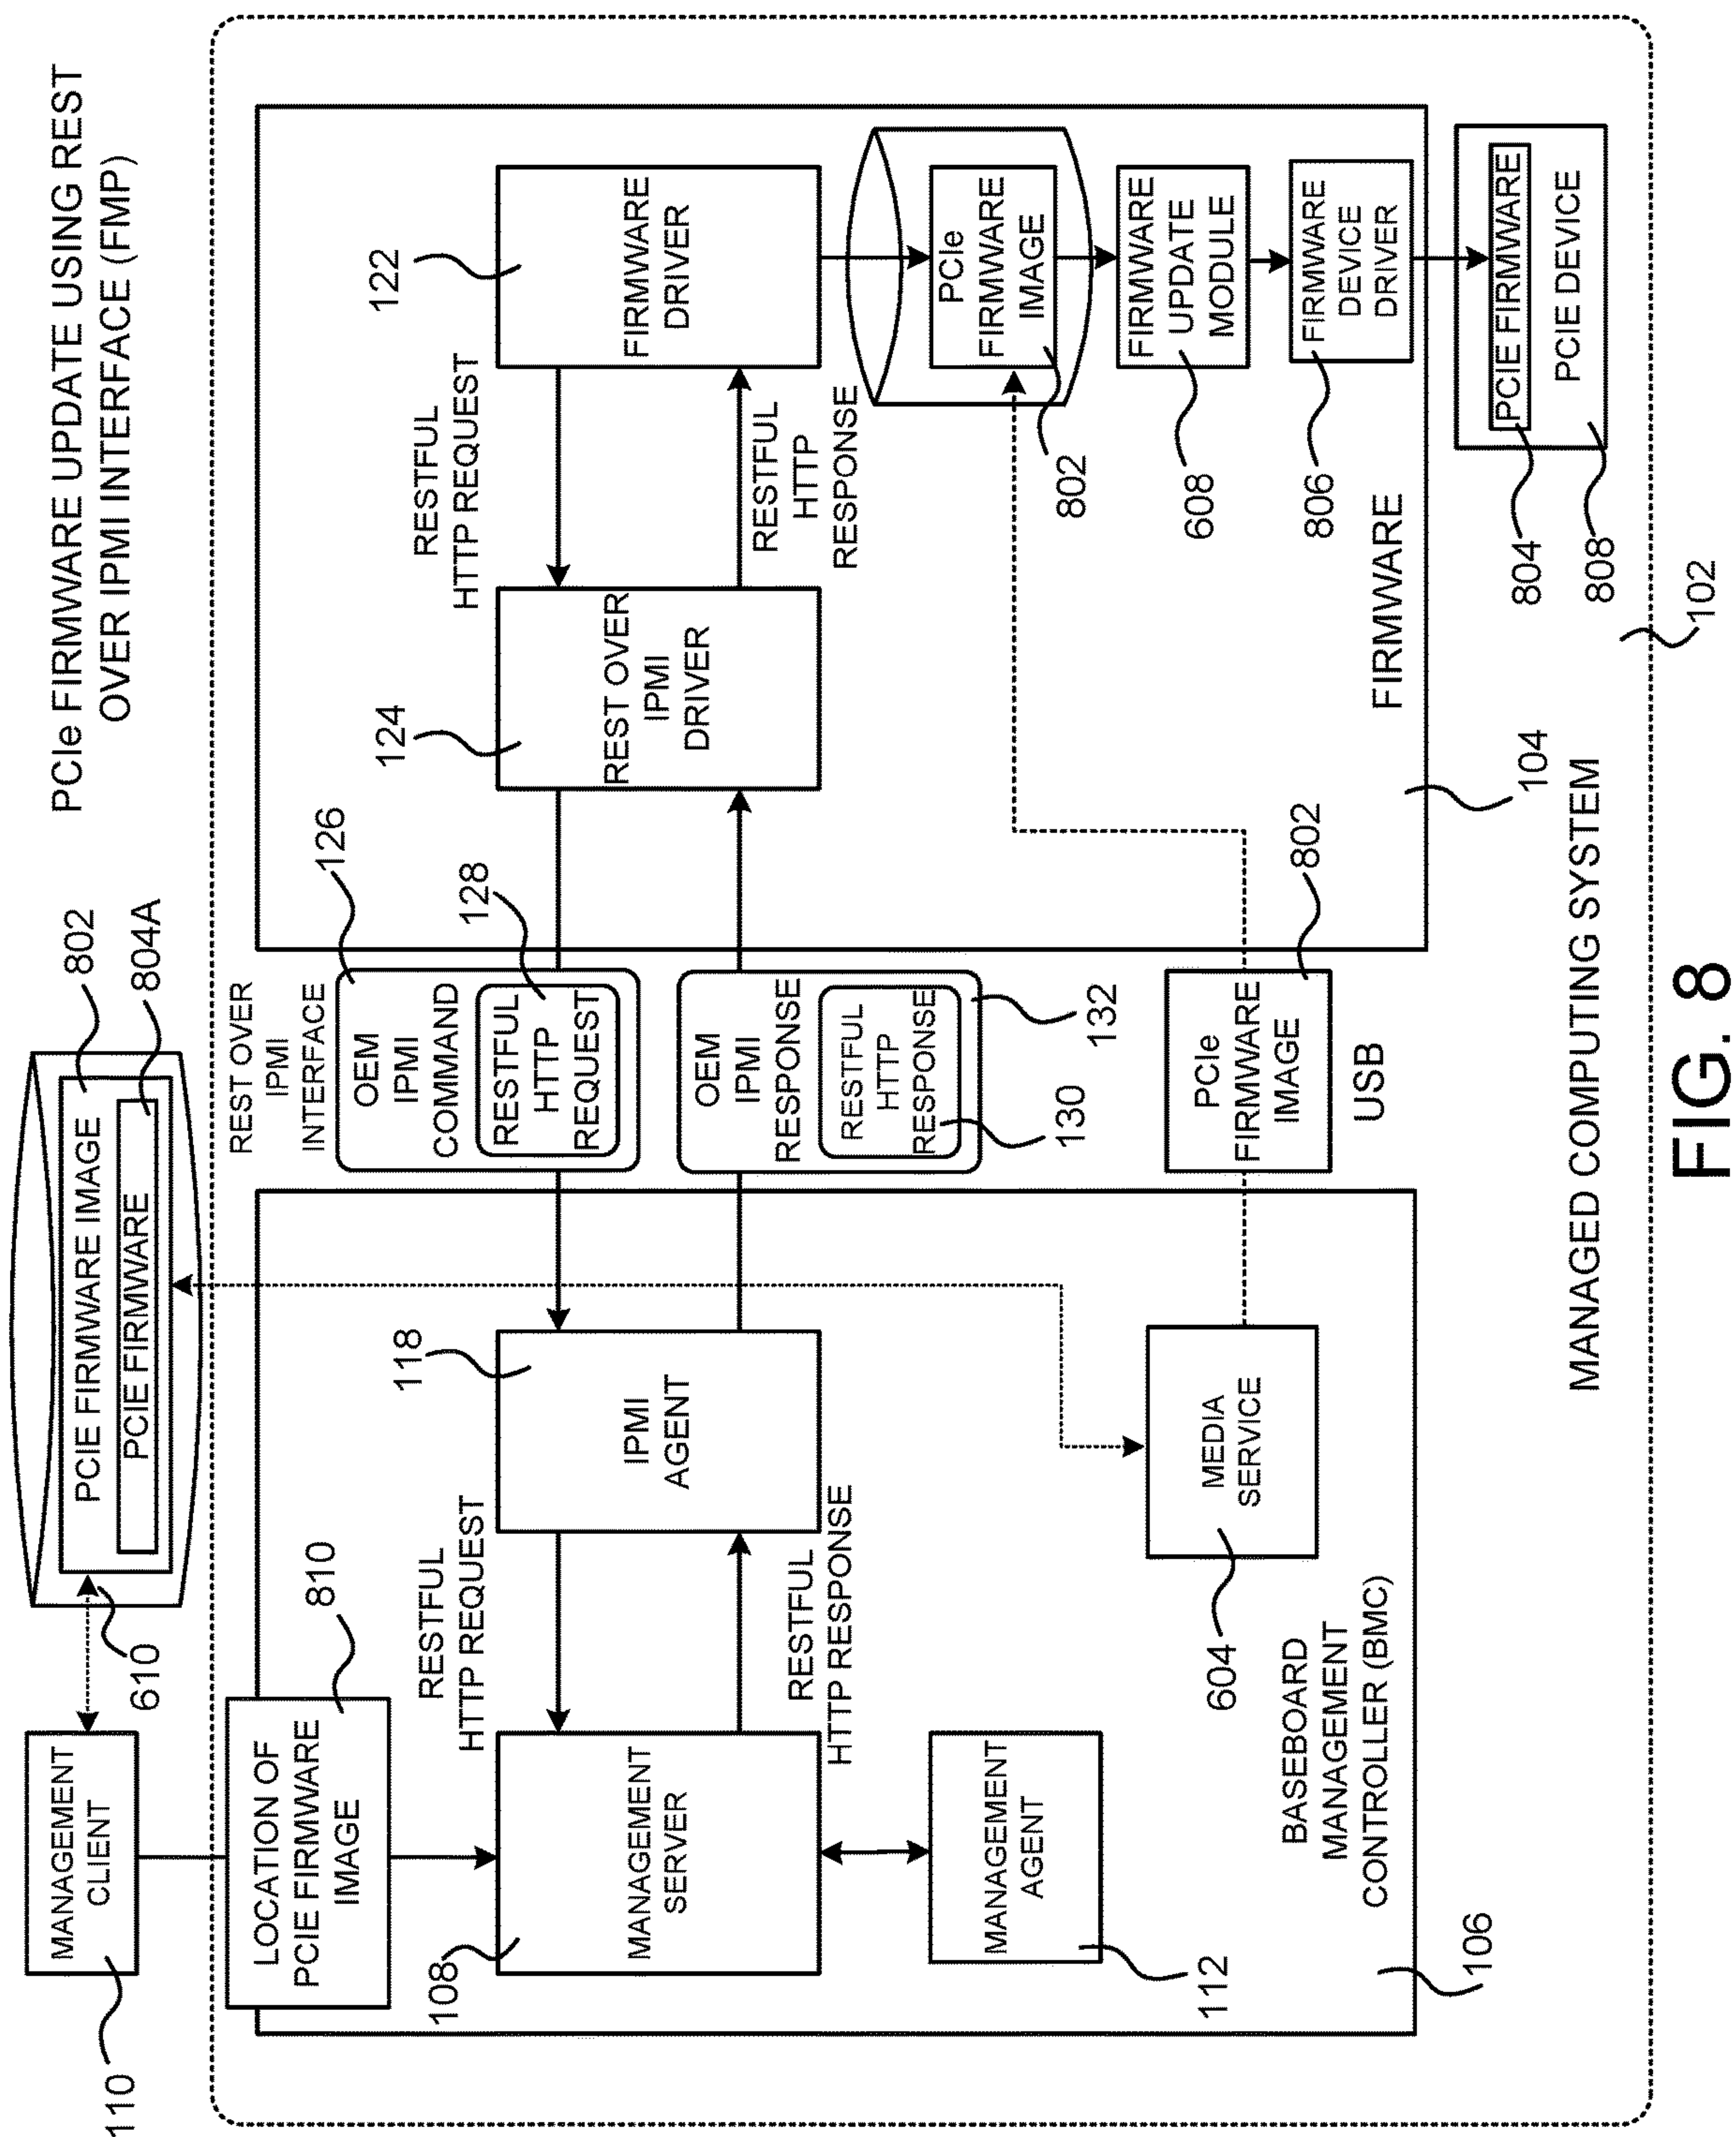 PCIe FIRMWARE UPDATE USING REST
OVER IPMI INTERFACE (FMP)
110
MANAGEMENT
CLIENT
610
PCIE FIRMWARE IMAGE
PCIE FIRMWARE
802
804A
LOCATION OF
PCIE FIRMWARE
IMAGE
810
REST OVER
IPMI
INTERFACE
126
OEM
IPMI
COMMAND
128
RESTFUL
HTTP
REQUEST
108
MANAGEMENT
SERVER
RESTFUL
HTTP REQUEST
RESTFUL
HTTP RESPONSE
118
IPMI
AGENT
OEM
IPMI
RESPONSE
RESTFUL
HTTP
RESPONSE
130
132
124
REST OVER
IPMI
DRIVER
RESTFUL
HTTP REQUEST
RESTFUL
HTTP
RESPONSE
122
FIRMWARE
DRIVER
MANAGEMENT
AGENT
112
604
MEDIA
SERVICE
PCIe
FIRMWARE
IMAGE
802
USB
PCIe
FIRMWARE
IMAGE
802
FIRMWARE
UPDATE
MODULE
608
FIRMWARE
DEVICE
DRIVER
806
BASEBOARD
MANAGEMENT
CONTROLLER (BMC)
106
FIRMWARE
104
PCIE FIRMWARE
PCIE DEVICE
804
808
MANAGED COMPUTING SYSTEM
102
FIG. 8